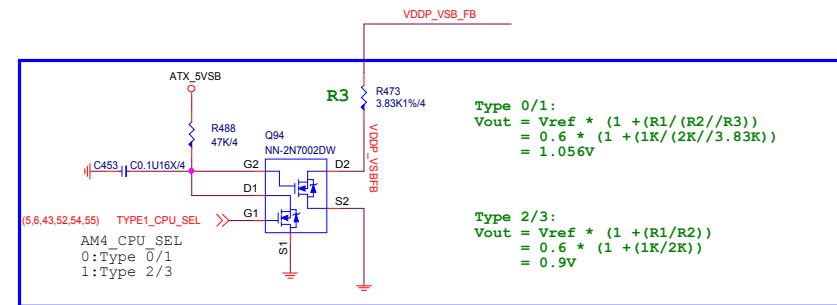 VDDP_VSB_FB
ATX_5VSB
R3
R473
3.83K1%/4
R488
47K/4
Q94
NN-2N7002DW
VDDP_VSBFB
C453
C0.1U16X/4
G2
D2
D1
S2
(5,6,43,52,54,55) TYPE1_CPU_SEL
G1
S1
AM4_CPU_SEL
0:Type 0/1
1:Type 2/3
Type 0/1:
Vout = Vref * (1 +(R1/(R2//R3))
= 0.6 * (1 +(1K/(2K//3.83K))
= 1.056V
Type 2/3:
Vout = Vref * (1 +(R1/R2))
= 0.6 * (1 +(1K/2K))
= 0.9V